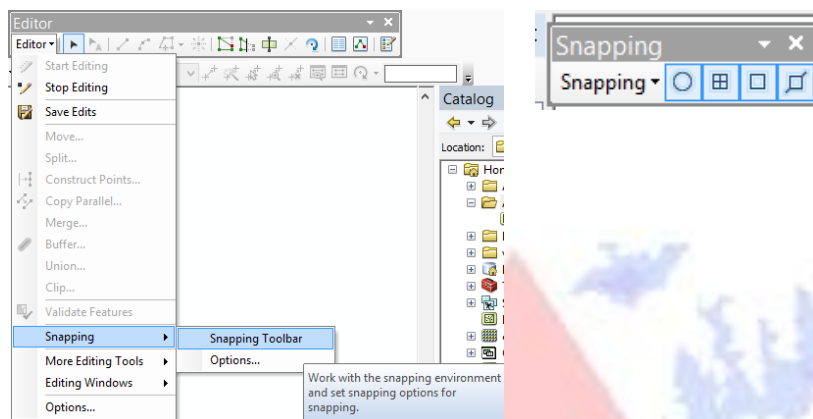 Editor
Editor
Start Editing
Stop Editing
Save Edits
Move...
Split...
Construct Points...
Copy Parallel...
Merge...
Buffer...
Union...
Clip...
Validate Features
Snapping
More Editing Tools
Editing Windows
Options...
Snapping Toolbar
Options...
Work with the snapping environment
and set snapping options for
snapping.
Catalog
Location:
Snapping
Snapping